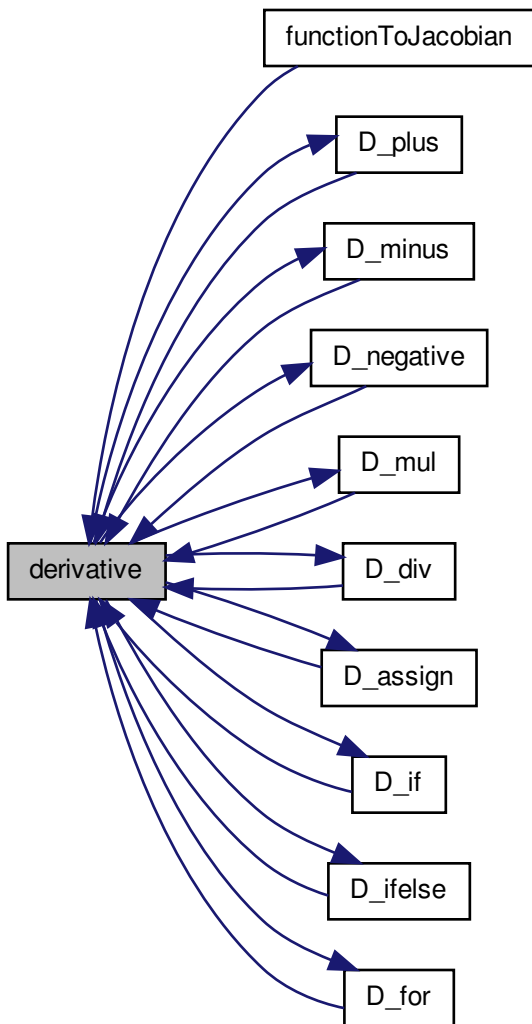 functionToJacobian
D_plus
D_minus
D_negative
D_mul
derivative
D_div
D_assign
D_if
D_ifelse
D_for